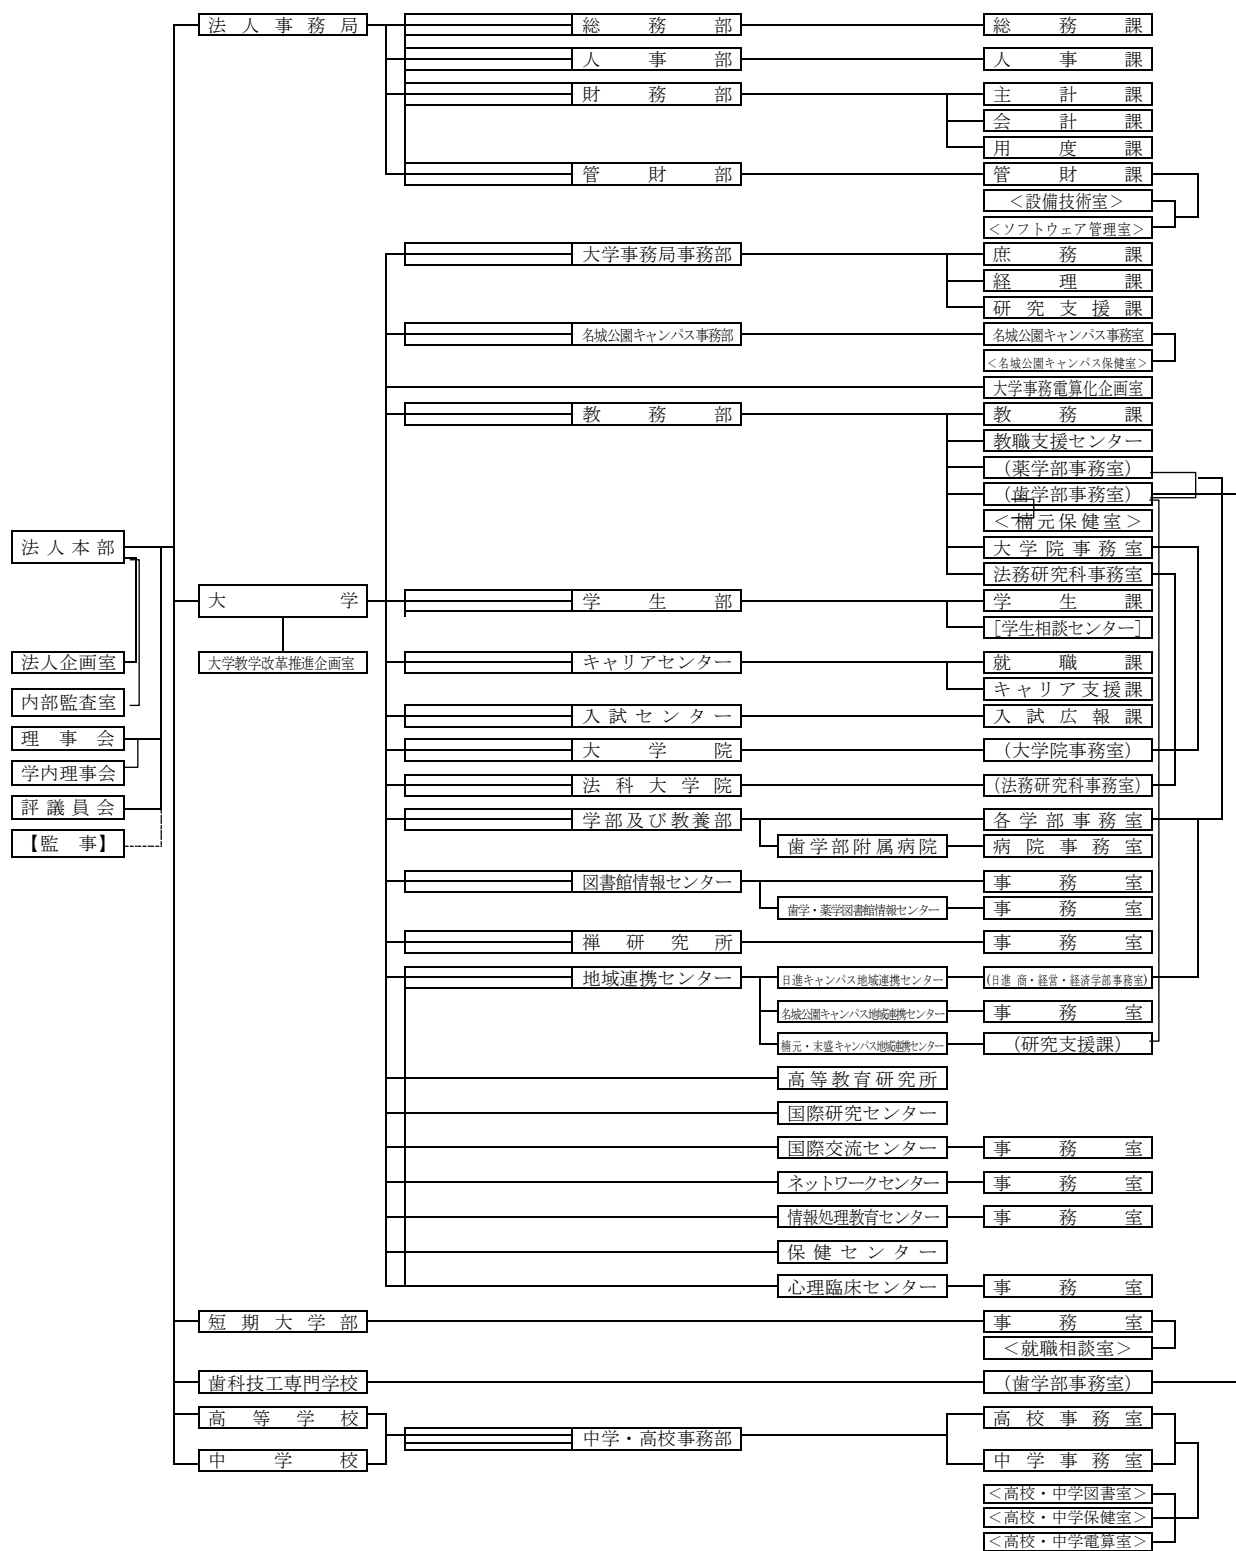 法人事務局 総務部 総務課
人事部 人事課
財務部 主計課
会計課
用度課
管財部 管財課
＜設備技術室＞
＜ソフトウェア管理室＞
大学事務局事務部 庶務課
経理課
研究支援課
名城公園キャンパス事務部 名城公園キャンパス事務室
＜名城公園キャンパス保健室＞
大学事務電算化企画室
教務部 教務課
教職支援センター
（薬学部事務室）
（歯学部事務室）
＜楠元保健室＞
法人本部 大学院事務室
法務研究科事務室
大学 学生部 学生課
［学生相談センター］
法人企画室 大学教学改革推進企画室 キャリアセンター 就職課
キャリア支援課
内部監査室
入試センター 入試広報課
理事会
大学院 （大学院事務室）
学内理事会
法科大学院 （法務研究科事務室）
評議員会
学部及び教養部 各学部事務室
【監　事】 歯学部附属病院 病院事務室
図書館情報センター 事務室
歯学・薬学図書館情報センター 事務室
禅研究所 事務室
地域連携センター 日進キャンパス地域連携センター (日進 商・経営・経済学部事務室)
名城公園キャンパス地域連携センター 事務室
楠元・末盛キャンパス地域連携センター （研究支援課）
高等教育研究所
国際研究センター
国際交流センター 事務室
ネットワークセンター 事務室
情報処理教育センター 事務室
保健センター
心理臨床センター 事務室
短期大学部 事務室
＜就職相談室＞
歯科技工専門学校 （歯学部事務室）
高等学校 高校事務室
中学・高校事務部
中学校 中学事務室
＜高校・中学図書室＞
＜高校・中学保健室＞
＜高校・中学電算室＞